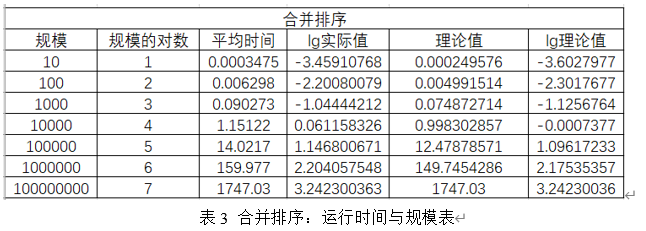 合并排序
规模 规模的对数 平均时间 lg实际值 理论值 lg理论值
10 1 0.0003475 -3.45910768 0.000249576 -3.6027977
100 2 0.006298 -2.20080079 0.004991514 -2.3017677
1000 3 0.090273 -1.04444212 0.074872714 -1.1256764
10000 4 1.15122 0.061158326 0.998302857 -0.0007377
100000 5 14.0217 1.146800671 12.47878571 1.09617233
1000000 6 159.977 2.204057548 149.7454286 2.17535357
100000000 7 1747.03 3.242300363 1747.03 3.24230036
表 3 合并排序：运行时间与规模表